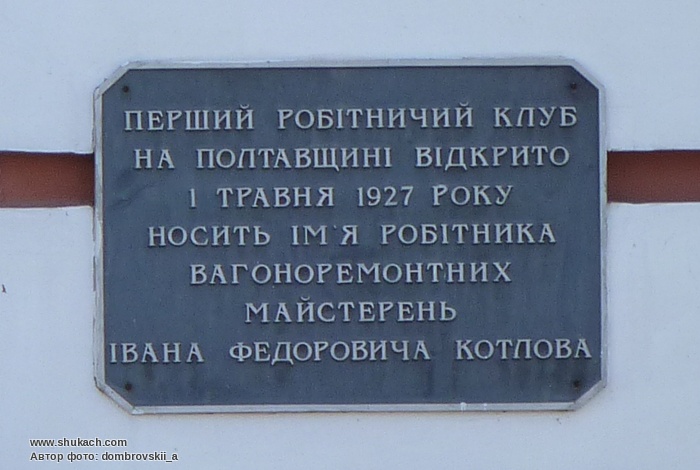 ПЕРШИЙ РОБІТНИЧИЙ КЛУБ
НА ПОЛТАВЩИНІ ВІДКРИТО
1 ТРАВНЯ 1927 РОКУ
НОСИТЬ ІМ'Я РОБІТНИКА
ВАГОНОРЕМОНТНИХ
МАЙСТЕРЕНЬ
ІВАНА ФЕДОРОВИЧА КОТЛОВА
www.shukach.com
Автор фото: dombrovskii_a